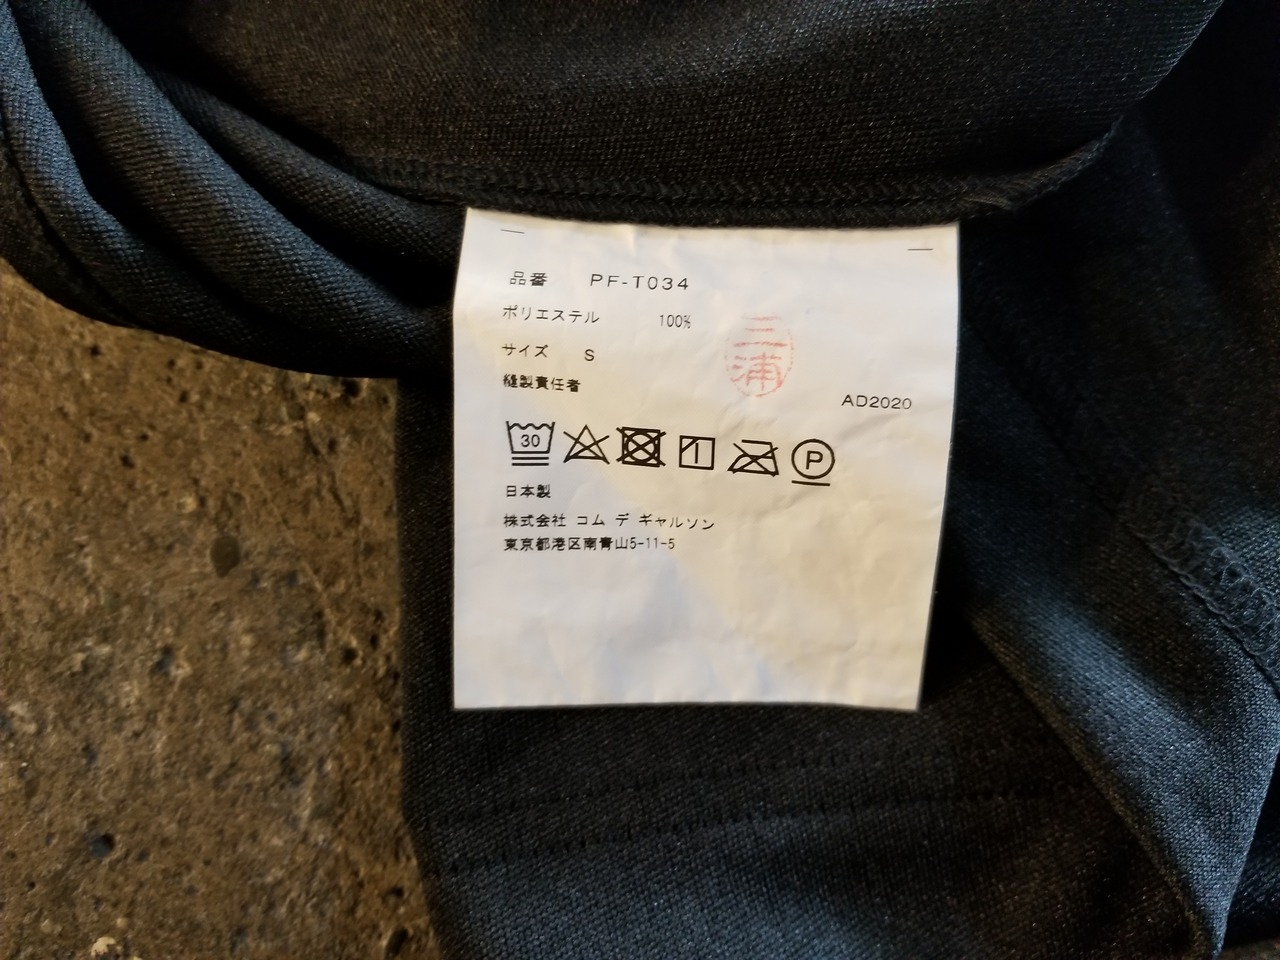 品番 PF-T034
ポリエステル 100%
サイズ S
縫製責任者
三浦
AD2020
30
P
日本製
株式会社 コム デ ギャルソン
東京都港区南青山5-11-5